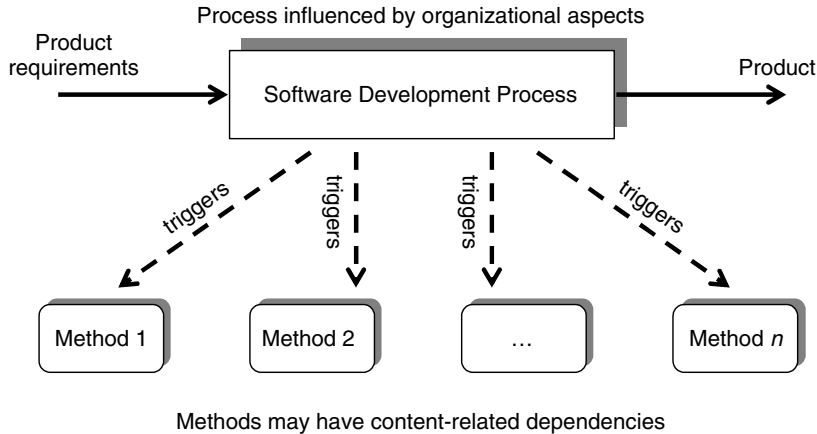 Process influenced by organizational aspects
Product
requirements
Software Development Process
Product
triggers
triggers
triggers
triggers
Method 1
Method 2
…
Method n
Methods may have content-related dependencies